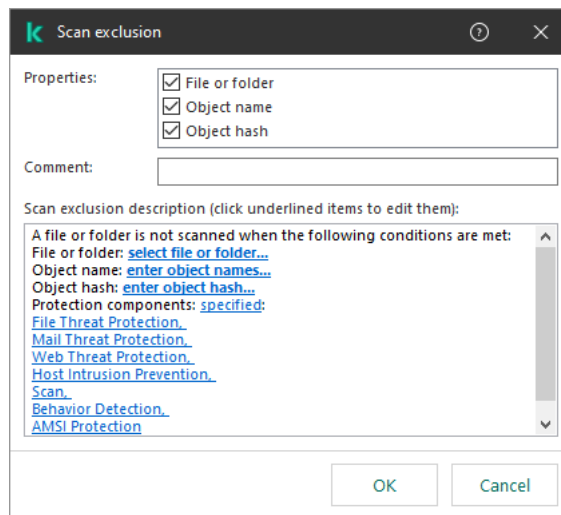 Scan exclusion
Properties:
File or folder
Object name
Object hash
Comment:
Scan exclusion description (click underlined items to edit them):
A file or folder is not scanned when the following conditions are met:
File or folder: select file or folder...
Object name: enter object names...
Object hash: enter object hash...
Protection components: specified:
File Threat Protection,
Mail Threat Protection,
Web Threat Protection,
Host Intrusion Prevention,
Scan,
Behavior Detection,
AMSI Protection
OK
Cancel